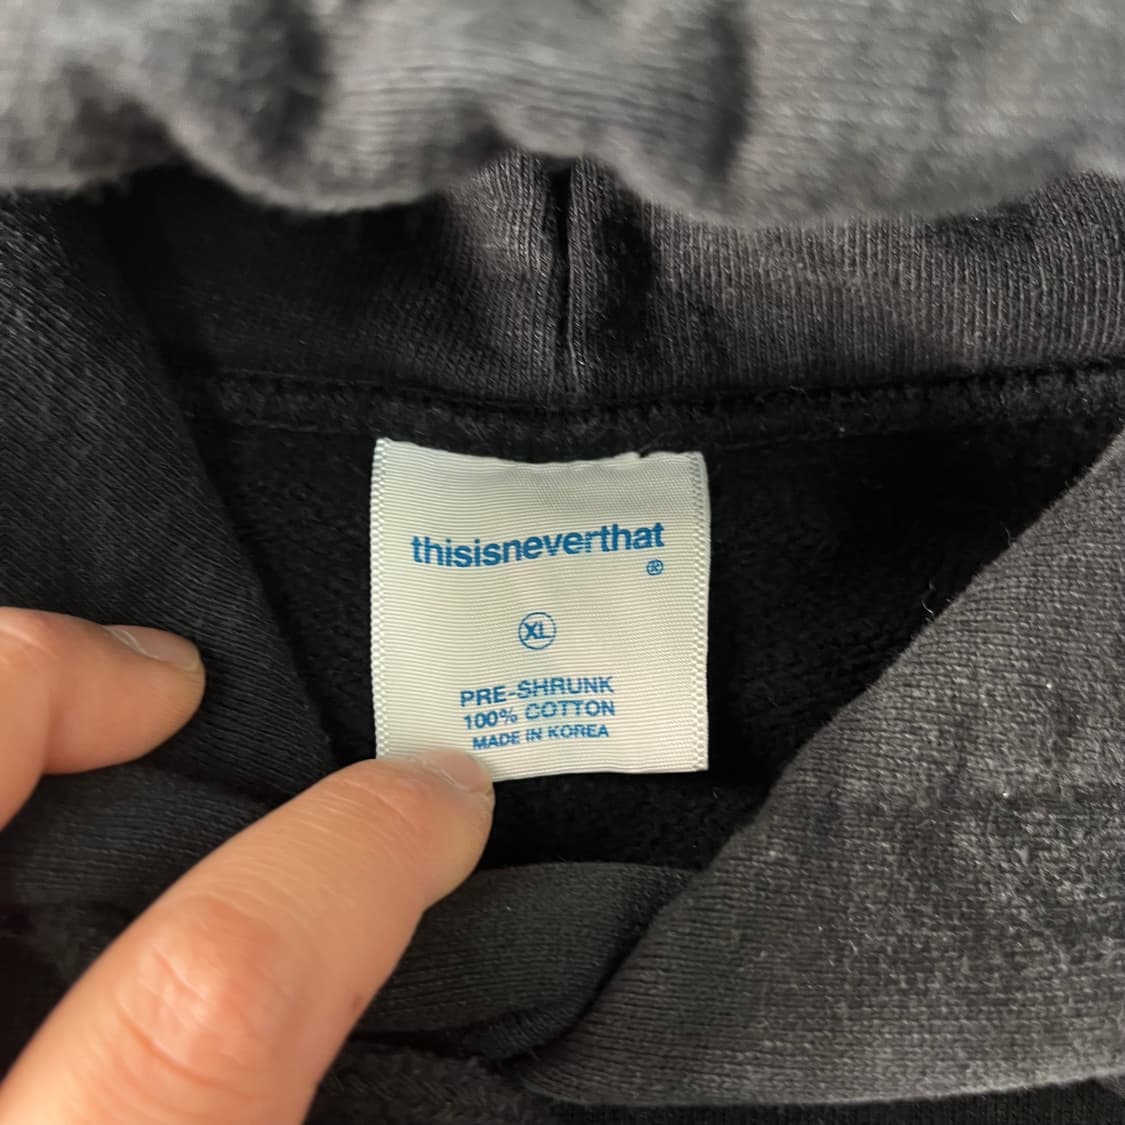 thisisneverthat
®
XL
PRE-SHRUNK
100% COTTON
MADE IN KOREA